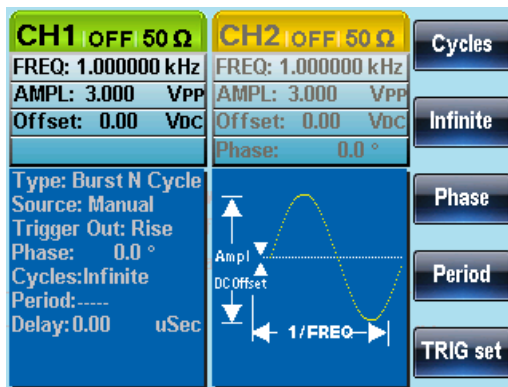 CH1 OFF 50 Ω
FREQ: 1.000000 kHz
AMPL: 3.000 VPP
Offset: 0.00 VDC
CH2 OFF 50 Ω
FREQ: 1.000000 kHz
AMPL: 3.000 VPP
Offset: 0.00 VDC
Phase: 0.0 °
Type: Burst N Cycle
Source: Manual
Trigger Out: Rise
Phase: 0.0 °
Cycles:Infinite
Period:-----
Delay:0.00 uSec
Ampl
DC Offset
1/FREQ
Cycles
Infinite
Phase
Period
TRIG set